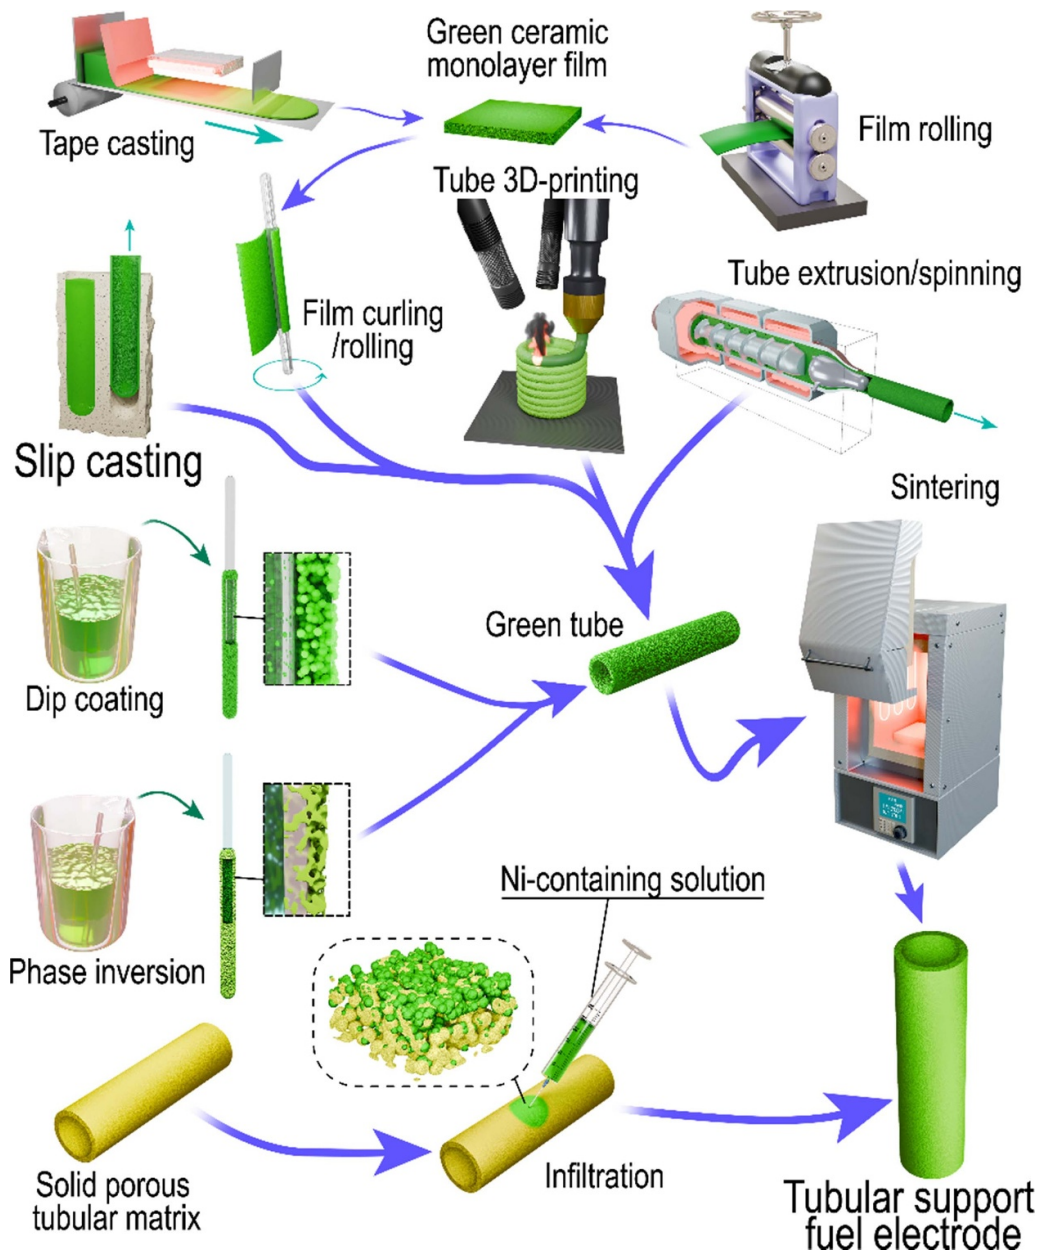 Green ceramic
monolayer film
Tape casting
Film rolling
Tube 3D-printing
Tube extrusion/spinning
Film curling
/rolling
Slip casting
Sintering
Dip coating
Green tube
Phase inversion
Ni-containing solution
Solid porous
tubular matrix
Infiltration
Tubular support
fuel electrode